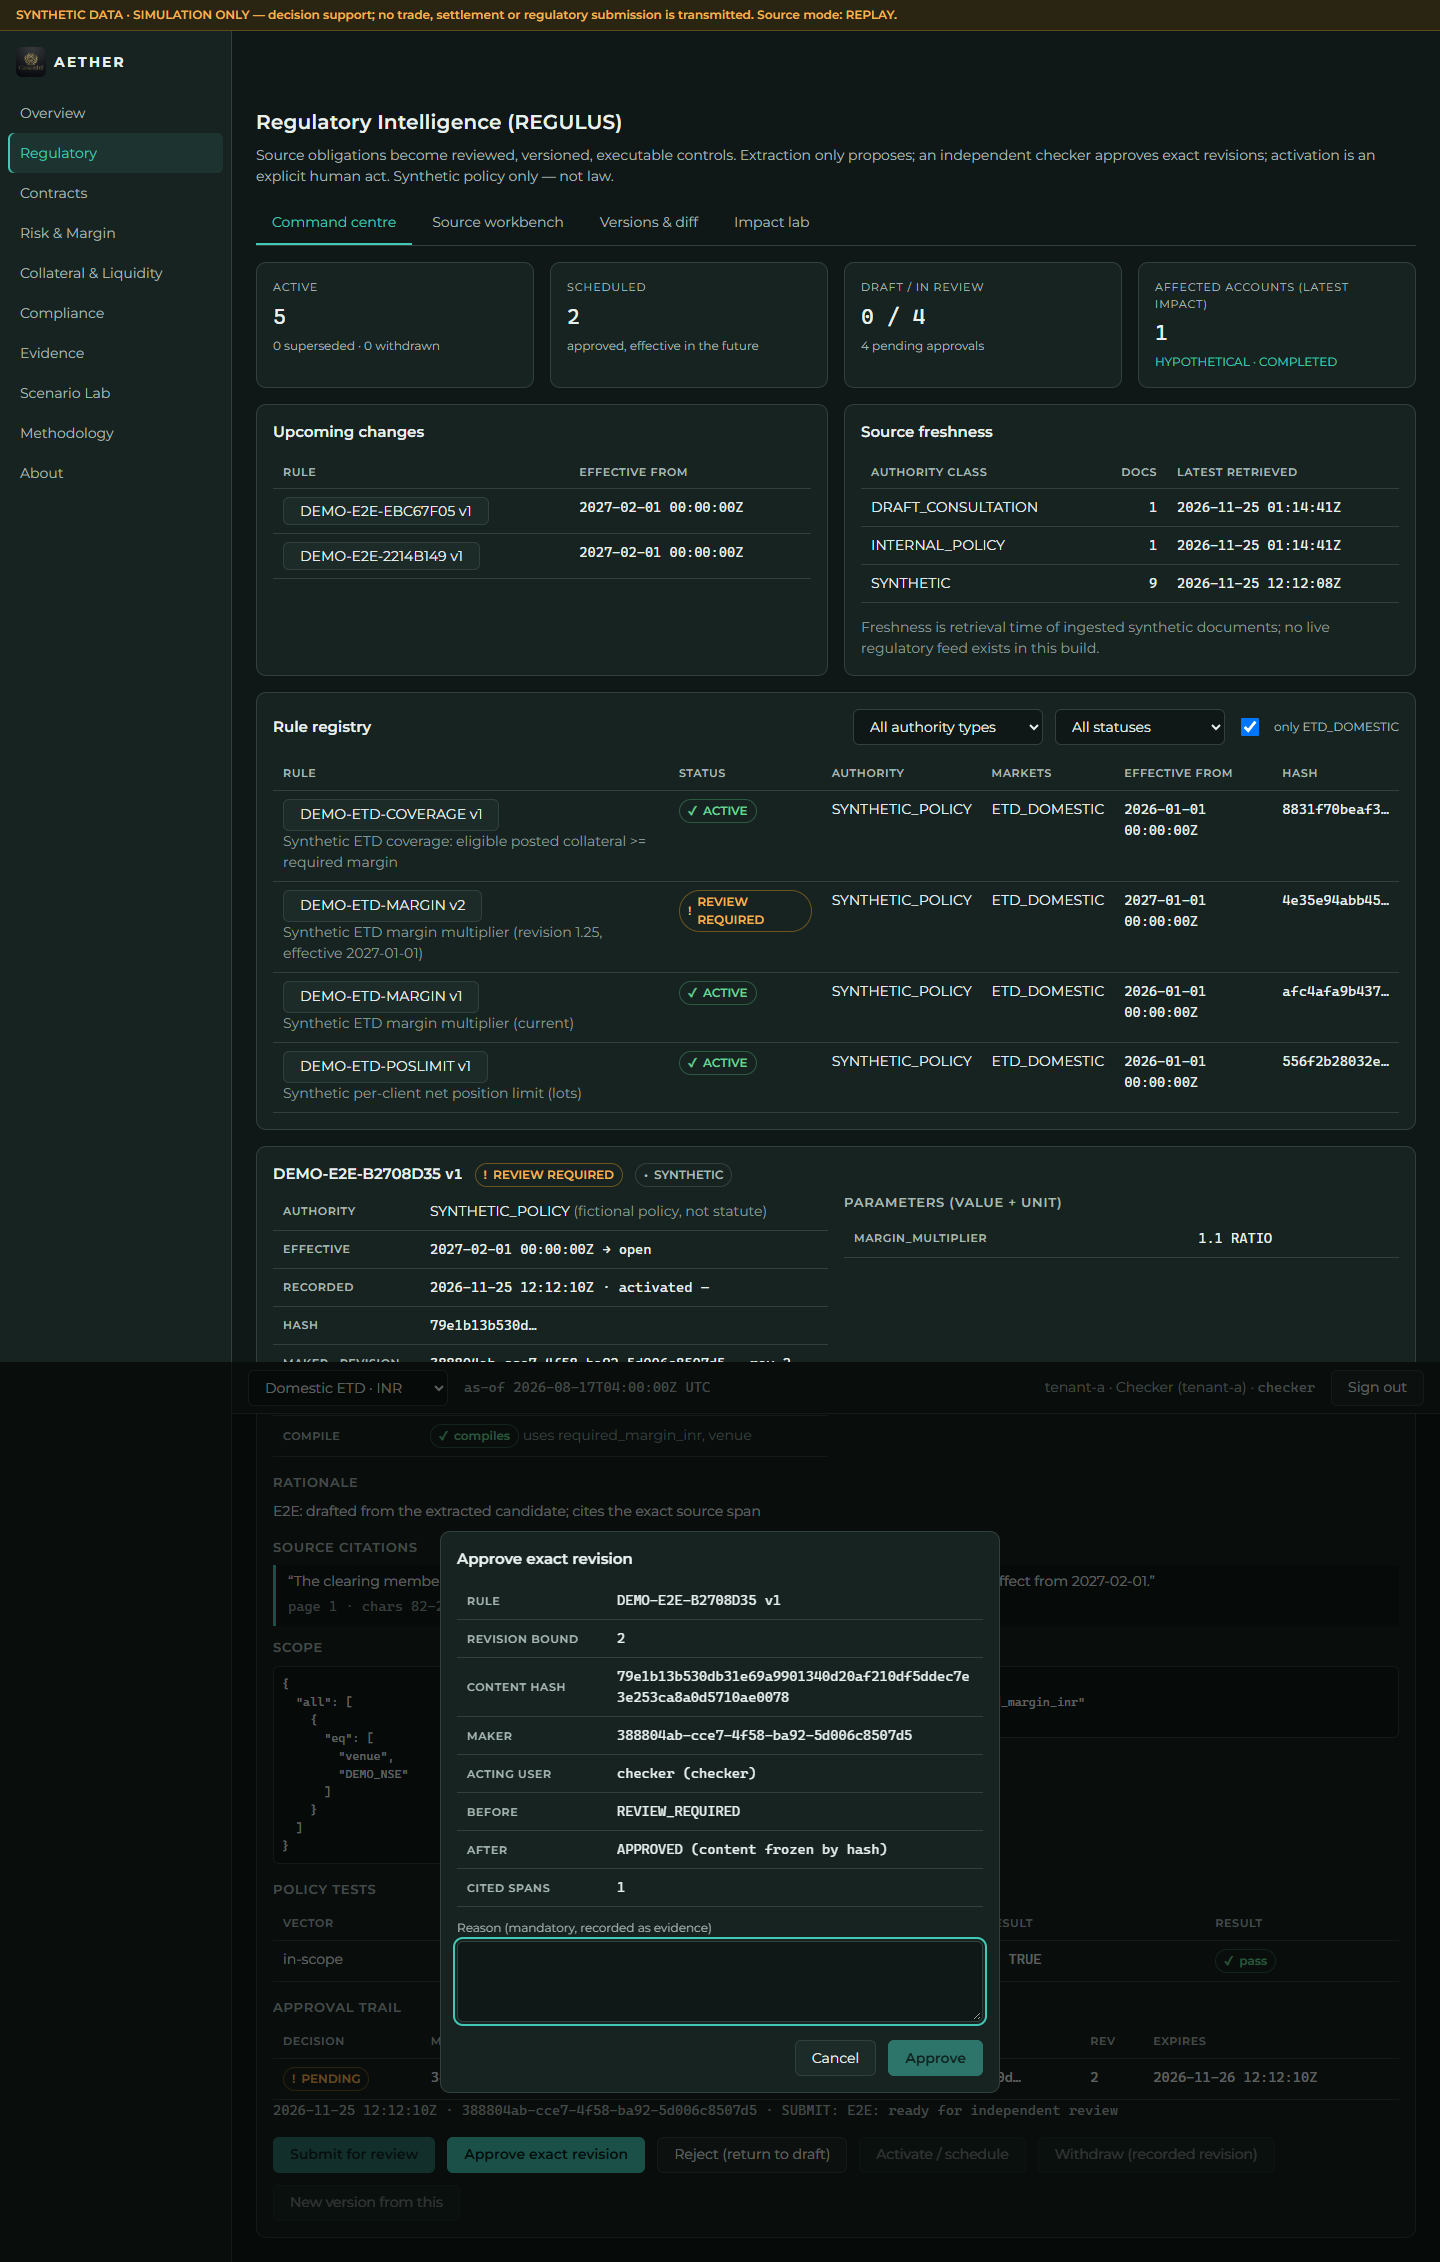 SYNTHETIC DATA · SIMULATION ONLY — decision support; no trade, settlement or regulatory submission is transmitted. Source mode: REPLAY.
AETHER
Overview
Regulatory
Contracts
Risk & Margin
Collateral & Liquidity
Compliance
Evidence
Scenario Lab
Methodology
About
Regulatory Intelligence (REGULUS)
Source obligations become reviewed, versioned, executable controls. Extraction only proposes; an independent checker approves exact revisions; activation is an
explicit human act. Synthetic policy only — not law.
Command centre Source workbench Versions & diff Impact lab
ACTIVE
5
0 superseded · 0 withdrawn
SCHEDULED
2
approved, effective in the future
DRAFT / IN REVIEW
0 / 4
4 pending approvals
AFFECTED ACCOUNTS (LATEST
IMPACT)
1
HYPOTHETICAL · COMPLETED
Upcoming changes
RULE EFFECTIVE FROM
DEMO-E2E-EBC67F05 v1 2027-02-01 00:00:00Z
DEMO-E2E-2214B149 v1 2027-02-01 00:00:00Z
Source freshness
AUTHORITY CLASS DOCS LATEST RETRIEVED
DRAFT_CONSULTATION 1 2026-11-25 01:14:41Z
INTERNAL_POLICY 1 2026-11-25 01:14:41Z
SYNTHETIC 9 2026-11-25 12:12:08Z
Freshness is retrieval time of ingested synthetic documents; no live
regulatory feed exists in this build.
Rule registry All authority types All statuses only ETD_DOMESTIC
RULE STATUS AUTHORITY MARKETS EFFECTIVE FROM HASH
DEMO-ETD-COVERAGE v1 ✓ ACTIVE SYNTHETIC_POLICY ETD_DOMESTIC 2026-01-01 00:00:00Z 8831f70beaf3…
Synthetic ETD coverage: eligible posted collateral >=
required margin
DEMO-ETD-MARGIN v2 ! REVIEW REQUIRED SYNTHETIC_POLICY ETD_DOMESTIC 2027-01-01 00:00:00Z 4e35e94abb45…
Synthetic ETD margin multiplier (revision 1.25,
effective 2027-01-01)
DEMO-ETD-MARGIN v1 ✓ ACTIVE SYNTHETIC_POLICY ETD_DOMESTIC 2026-01-01 00:00:00Z afc4afa9b437…
Synthetic ETD margin multiplier (current)
DEMO-ETD-POSLIMIT v1 ✓ ACTIVE SYNTHETIC_POLICY ETD_DOMESTIC 2026-01-01 00:00:00Z 556f2b28032e…
Synthetic per-client net position limit (lots)
DEMO-E2E-B2708D35 v1 ! REVIEW REQUIRED • SYNTHETIC
AUTHORITY SYNTHETIC_POLICY (fictional policy, not statute)
EFFECTIVE 2027-02-01 00:00:00Z → open
RECORDED 2026-11-25 12:12:10Z · activated —
HASH 79e1b13b530d…
PARAMETERS (VALUE + UNIT)
MARGIN_MULTIPLIER 1.1 RATIO
Domestic ETD · INR as-of 2026-08-17T04:00:00Z UTC tenant-a · Checker (tenant-a) · checker Sign out
COMPILE ✓ compiles uses required_margin_inr, venue
RATIONALE
E2E: drafted from the extracted candidate; cites the exact source span
SOURCE CITATIONS
“The clearing membe ffect from 2027-02-01.”
page 1 · chars 82-2
SCOPE
{
"all": [
{
"eq": [
"venue",
"DEMO_NSE"
]
}
]
}
_margin_inr"
POLICY TESTS
VECTOR ESULT RESULT
in-scope TRUE ✓ pass
APPROVAL TRAIL
DECISION M REV EXPIRES
! PENDING 3 0d… 2 2026-11-26 12:12:10Z
2026-11-25 12:12:10Z · 388804ab-cce7-4f58-ba92-5d006c8507d5 · SUBMIT: E2E: ready for independent review
Submit for review Approve exact revision Reject (return to draft) Activate / schedule Withdraw (recorded revision)
New version from this
Approve exact revision
RULE DEMO-E2E-B2708D35 v1
REVISION BOUND 2
CONTENT HASH 79e1b13b530db31e69a9901340d20af210df5ddec7e
3e253ca8a0d5710ae0078
MAKER 388804ab-cce7-4f58-ba92-5d006c8507d5
ACTING USER checker (checker)
BEFORE REVIEW_REQUIRED
AFTER APPROVED (content frozen by hash)
CITED SPANS 1
Reason (mandatory, recorded as evidence)
Cancel Approve